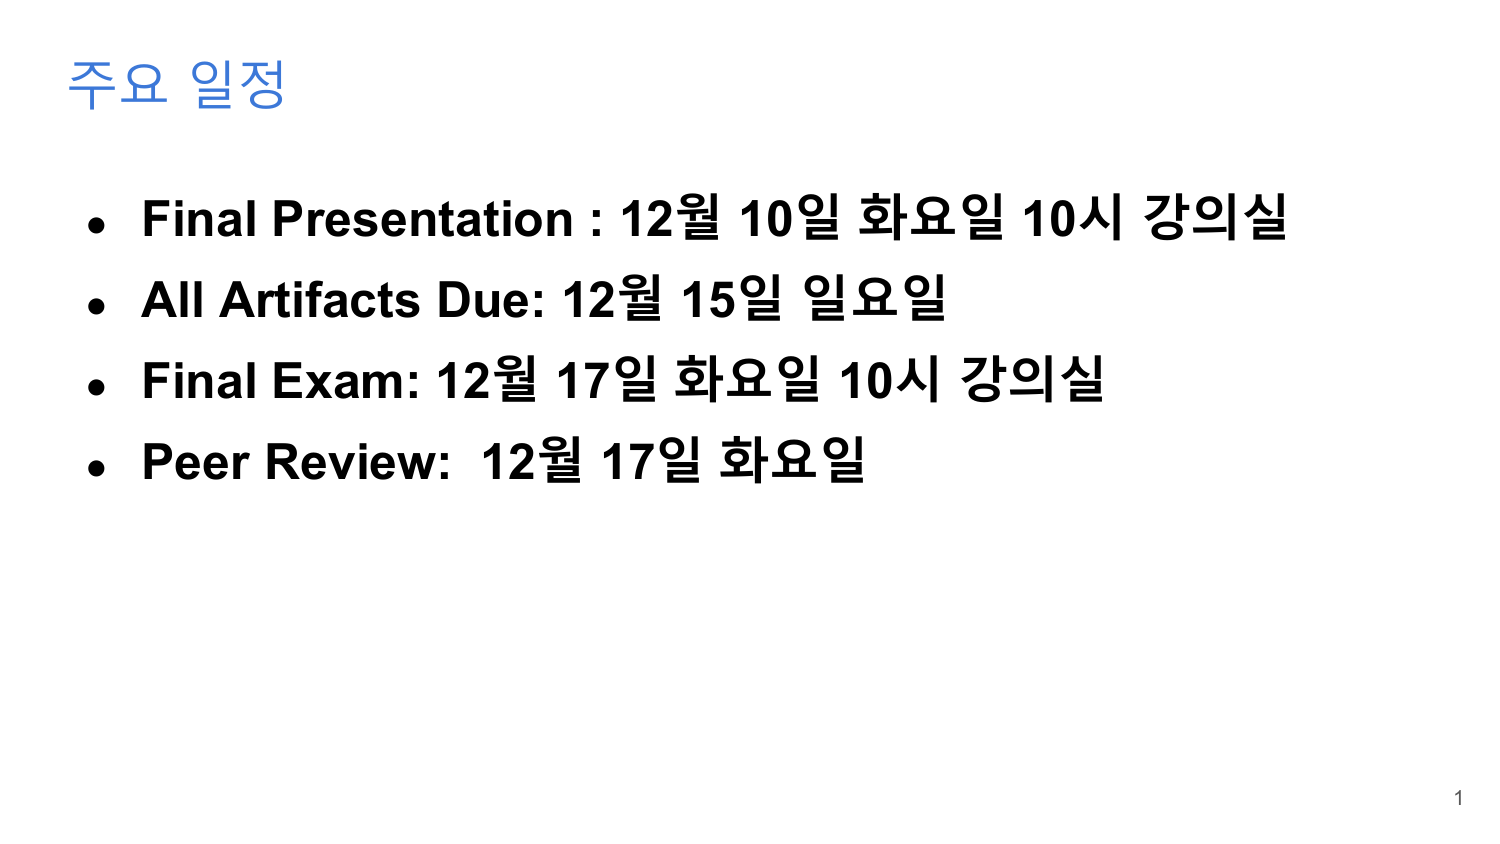 주요 일정
● Final Presentation : 12월 10일 화요일 10시 강의실
● All Artifacts Due: 12월 15일 일요일
● Final Exam: 12월 17일 화요일 10시 강의실
● Peer Review:  12월 17일 화요일
1